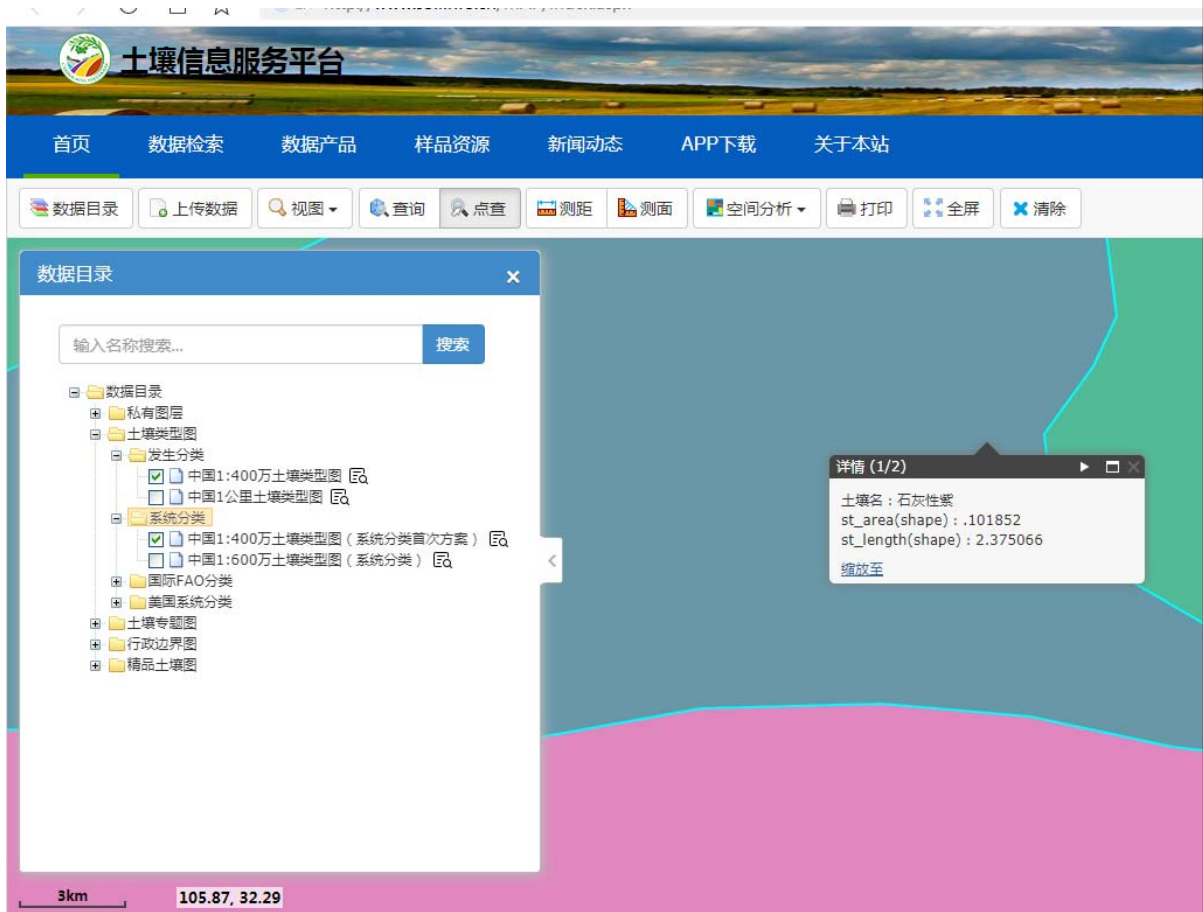 土壤信息服务平台
首页 数据检索 数据产品 样品资源 新闻动态 APP下载 关于本站
数据目录 上传数据 视图 查询 点查 测距 测面 空间分析 打印 全屏 清除
数据目录 ×
输入名称搜索... 搜索
数据目录
私有图层
土壤类型图
发生分类
中国1:400万土壤类型图
中国1公里土壤类型图
系统分类
中国1:400万土壤类型图(系统分类首次方案)
中国1:600万土壤类型图(系统分类)
国际FAO分类
美国系统分类
土壤专题图
行政边界图
精品土壤图
详情 (1/2)
土壤名:石灰性紫
st_area(shape) : .101852
st_length(shape) : 2.375066
缩放至
3km 105.87, 32.29